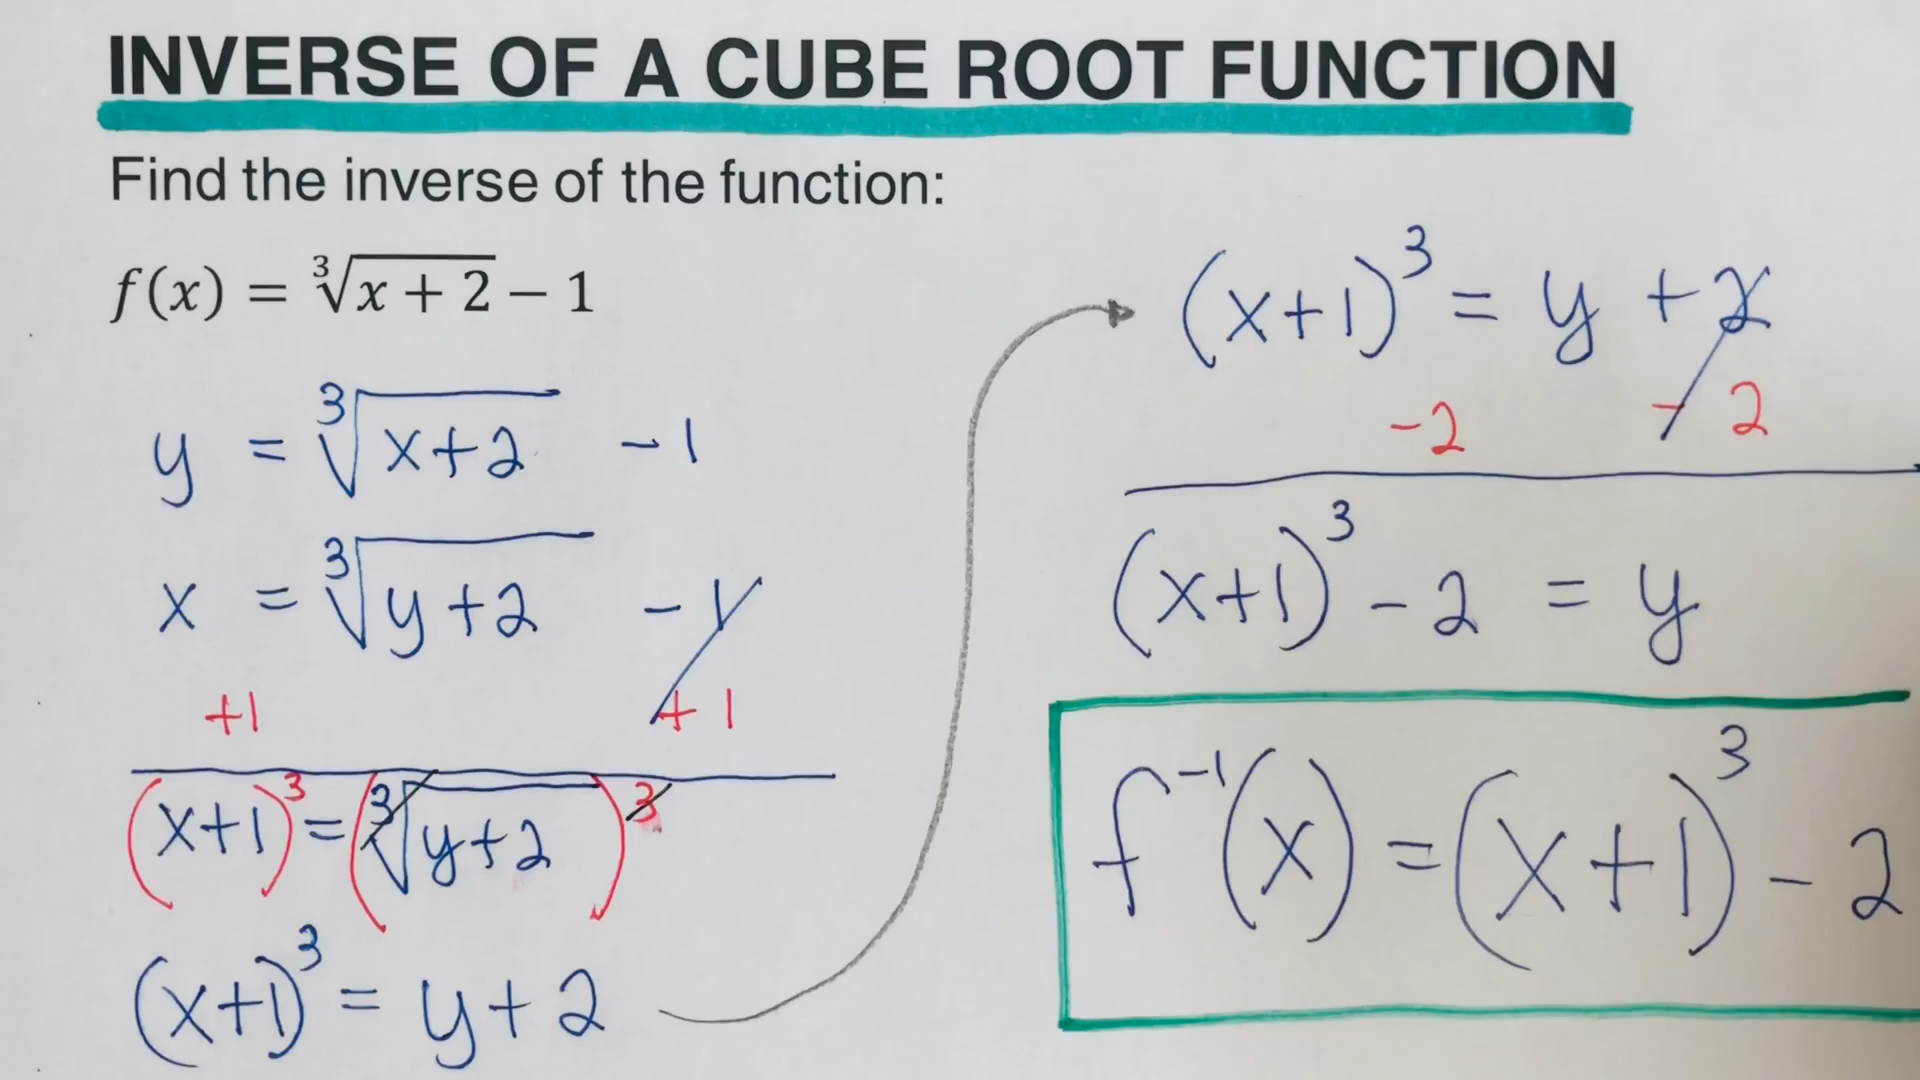 INVERSE OF A CUBE ROOT FUNCTION
Find the inverse of the function:
f(x) = ∛(x + 2) − 1
y = ∛(x+2) − 1
x = ∛(y+2) − 1
+1 +1
(x+1)³ = (∛(y+2))³
(x+1)³ = y+2
(x+1)³ = y + 2
−2 − 2
(x+1)³ − 2 = y
f⁻¹(x) = (x+1)³ − 2